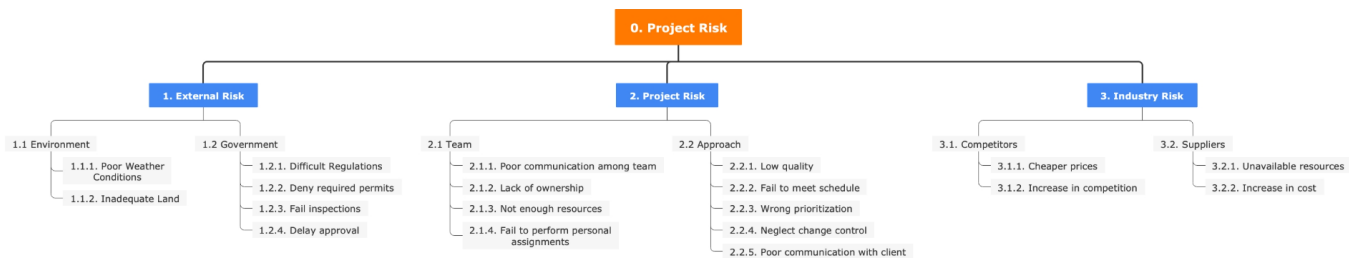 0. Project Risk
1. External Risk
2. Project Risk
3. Industry Risk
1.1 Environment
1.1.1. Poor Weather
Conditions
1.1.2. Inadequate Land
1.2 Government
1.2.1. Difficult Regulations
1.2.2. Deny required permits
1.2.3. Fail inspections
1.2.4. Delay approval
2.1 Team
2.1.1. Poor communication among team
2.1.2. Lack of ownership
2.1.3. Not enough resources
2.1.4. Fail to perform personal
assignments
2.2 Approach
2.2.1. Low quality
2.2.2. Fail to meet schedule
2.2.3. Wrong prioritization
2.2.4. Neglect change control
2.2.5. Poor communication with client
3.1. Competitors
3.1.1. Cheaper prices
3.1.2. Increase in competition
3.2. Suppliers
3.2.1. Unavailable resources
3.2.2. Increase in cost